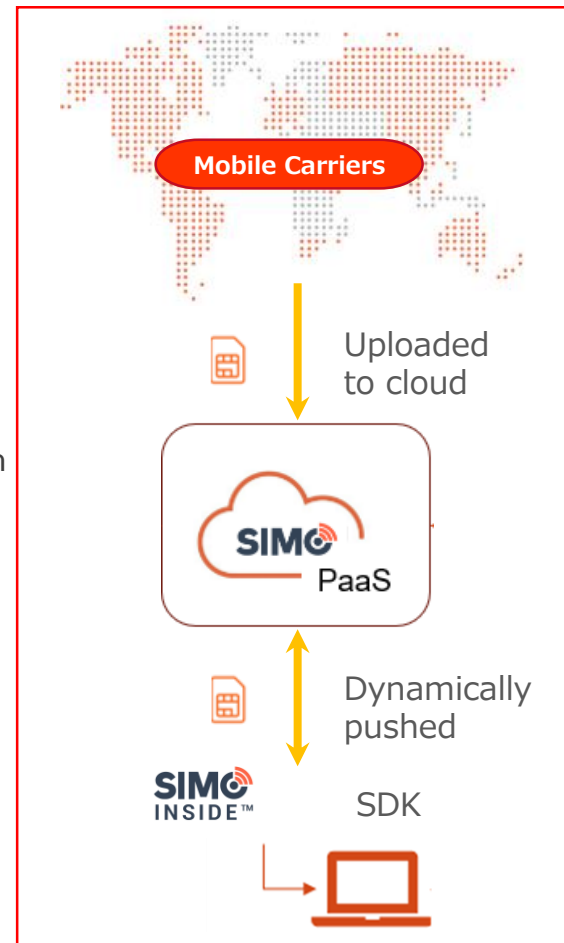 Mobile Carriers
Uploaded
to cloud
n
SIMO
PaaS
Dynamically
pushed
SIMO
INSIDE™
SDK